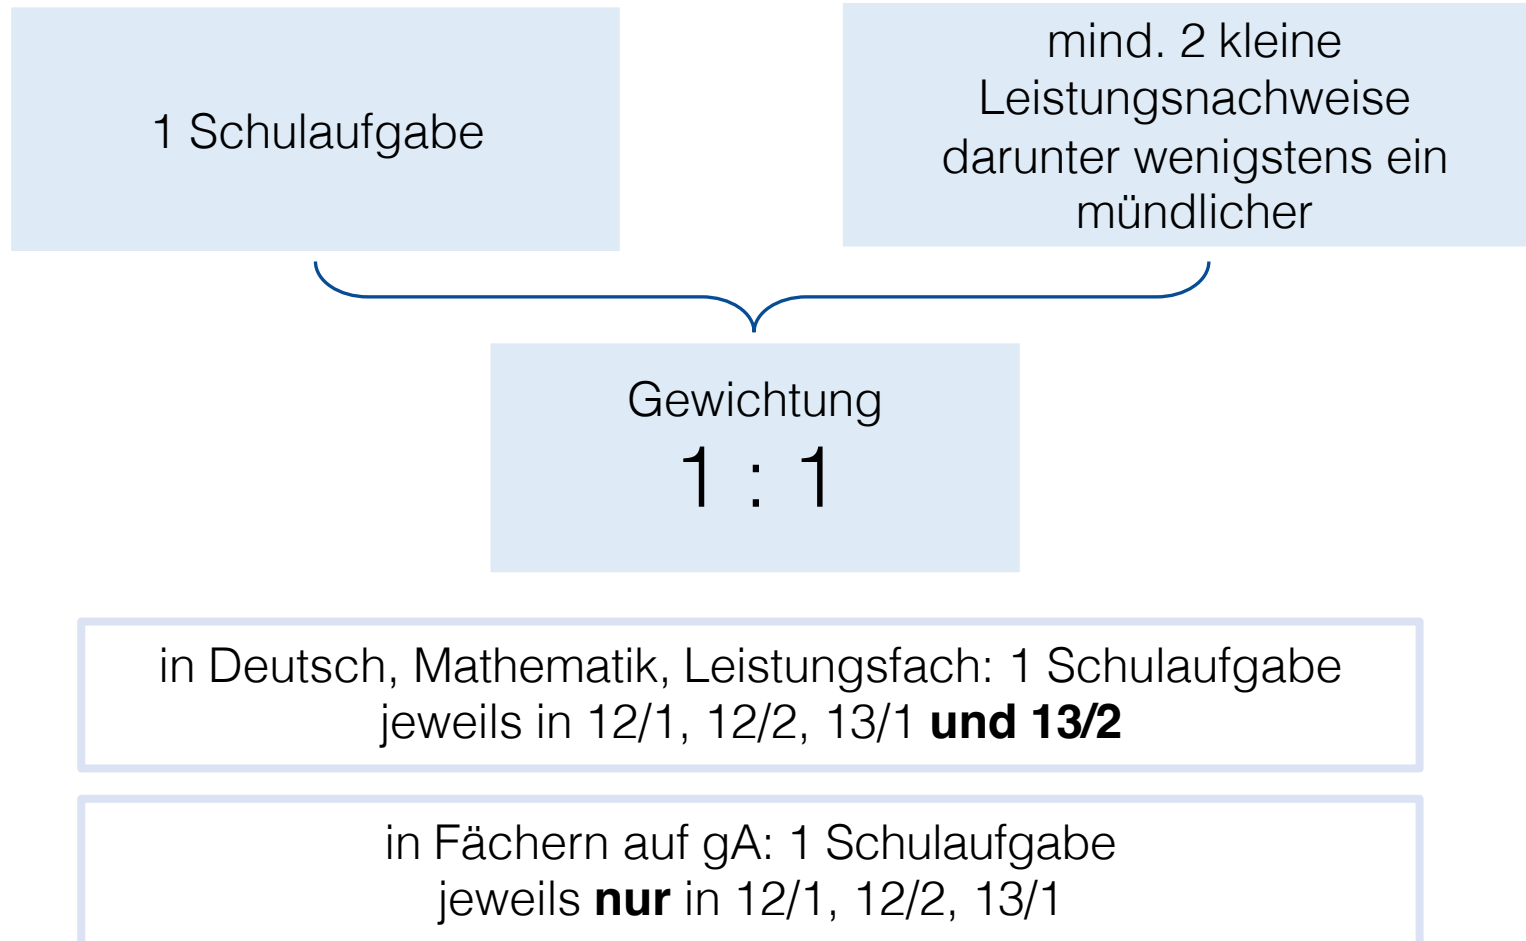 1 Schulaufgabe
mind. 2 kleine
Leistungsnachweise
darunter wenigstens ein
mündlicher
Gewichtung
1 : 1
in Deutsch, Mathematik, Leistungsfach: 1 Schulaufgabe
jeweils in 12/1, 12/2, 13/1 und 13/2
in Fächern auf gA: 1 Schulaufgabe
jeweils nur in 12/1, 12/2, 13/1